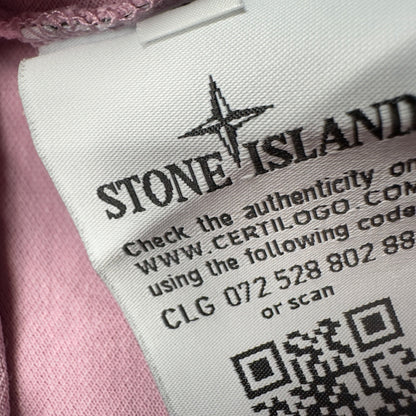 STONE ISLAND
Check the authenticity on
WWW.CERTILOGO.COM
using the following code
CLG 072 528 802 88
or scan